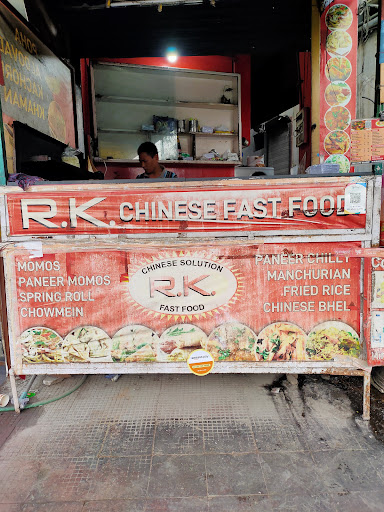 R.K. CHINESE FAST FOOD
MOMOS
PANEER MOMOS
SPRING ROLL
CHOWMEIN
CHINESE SOLUTION
R.K.
FAST FOOD
PANEER CHILLY
MANCHURIAN
FRIED RICE
CHINESE BHEL
R.K.